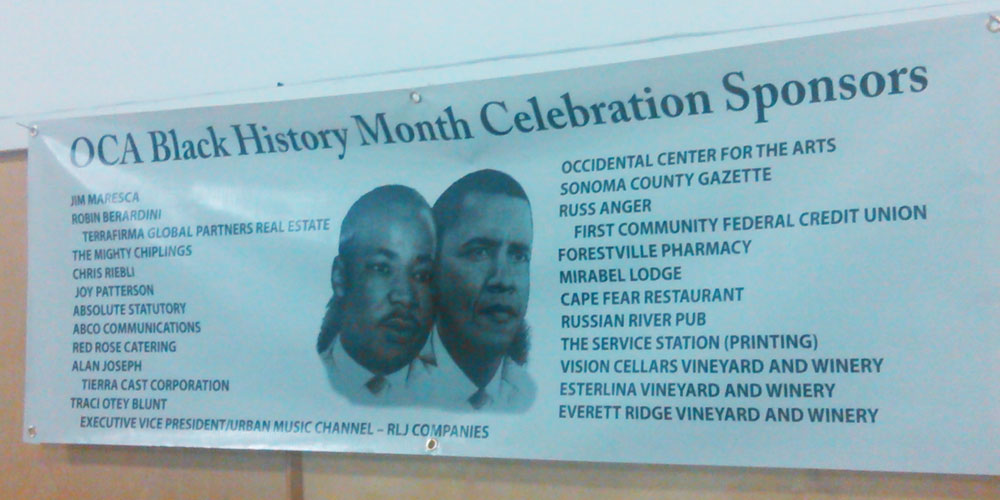 OCA Black History Month Celebration Sponsors
JIM MARESCA
ROBIN BERARDINI
TERRAFIRMA GLOBAL PARTNERS REAL ESTATE
THE MIGHTY CHIPLINGS
CHRIS RIEBLI
JOY PATTERSON
ABSOLUTE STATUTORY
ABCO COMMUNICATIONS
RED ROSE CATERING
ALAN JOSEPH
TIERRA CAST CORPORATION
TRACI OTEY BLUNT
EXECUTIVE VICE PRESIDENT/URBAN MUSIC CHANNEL – RLJ COMPANIES
OCCIDENTAL CENTER FOR THE ARTS
SONOMA COUNTY GAZETTE
RUSS ANGER
FIRST COMMUNITY FEDERAL CREDIT UNION
FORESTVILLE PHARMACY
MIRABEL LODGE
CAPE FEAR RESTAURANT
RUSSIAN RIVER PUB
THE SERVICE STATION (PRINTING)
VISION CELLARS VINEYARD AND WINERY
ESTERLINA VINEYARD AND WINERY
EVERETT RIDGE VINEYARD AND WINERY